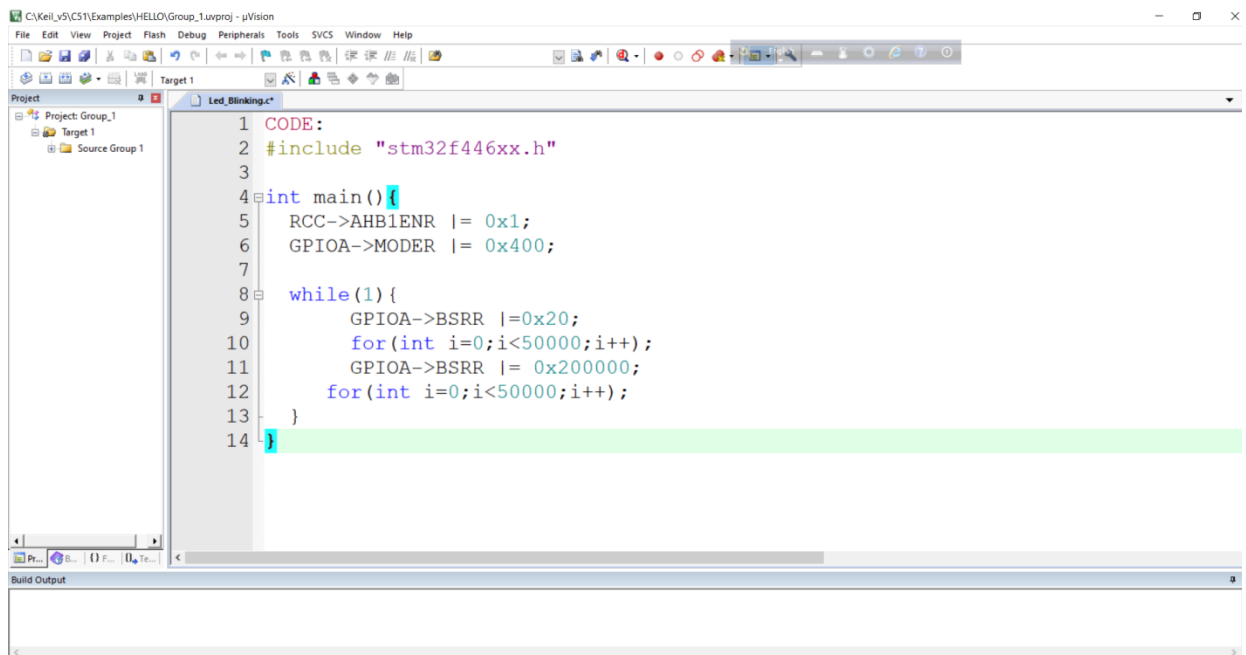 C:\Keil_v5\C51\Examples\HELLO\Group_1.uvproj - µVision
File Edit View Project Flash Debug Peripherals Tools SVCS Window Help
Target 1
Project
Led_Blinking.c*
Project: Group_1
Target 1
Source Group 1
1 CODE:
2 #include "stm32f446xx.h"
3
4 int main(){
5 RCC->AHB1ENR |= 0x1;
6 GPIOA->MODER |= 0x400;
7
8 while(1){
9 GPIOA->BSRR |=0x20;
10 for(int i=0;i<50000;i++);
11 GPIOA->BSRR |= 0x200000;
12 for(int i=0;i<50000;i++);
13 }
14 }
Pr... B... {} F... Te...
Build Output